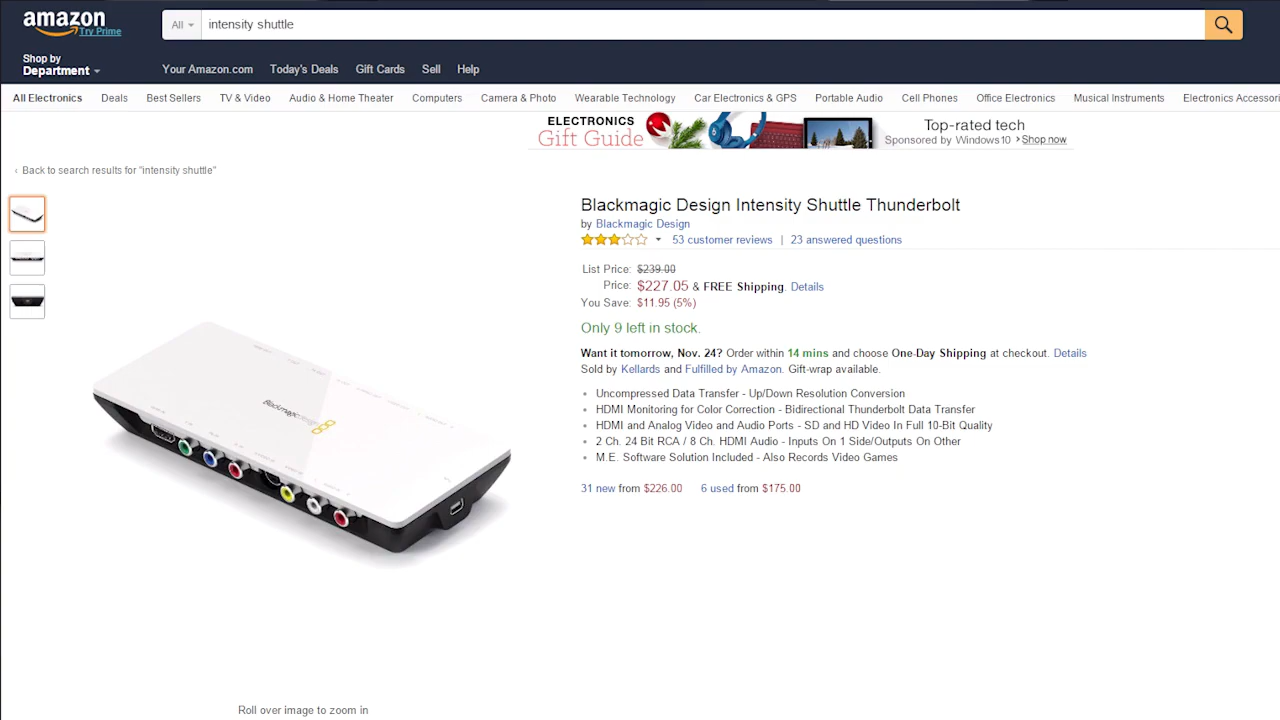 amazon
Try Prime
All
intensity shuttle
Shop by
Department
Your Amazon.com Today's Deals Gift Cards Sell Help
All Electronics Deals Best Sellers TV & Video Audio & Home Theater Computers Camera & Photo Wearable Technology Car Electronics & GPS Portable Audio Cell Phones Office Electronics Musical Instruments Electronics Accessori
ELECTRONICS
Gift Guide
Top-rated tech
Sponsored by Windows10 › Shop now
‹ Back to search results for "intensity shuttle"
Blackmagic Design Intensity Shuttle Thunderbolt
by Blackmagic Design
53 customer reviews | 23 answered questions
List Price: $239.00
Price: $227.05 & FREE Shipping. Details
You Save: $11.95 (5%)
Only 9 left in stock.
Want it tomorrow, Nov. 24? Order within 14 mins and choose One-Day Shipping at checkout. Details
Sold by Kellards and Fulfilled by Amazon. Gift-wrap available.
• Uncompressed Data Transfer - Up/Down Resolution Conversion
• HDMI Monitoring for Color Correction - Bidirectional Thunderbolt Data Transfer
• HDMI and Analog Video and Audio Ports - SD and HD Video In Full 10-Bit Quality
• 2 Ch. 24 Bit RCA / 8 Ch. HDMI Audio - Inputs On 1 Side/Outputs On Other
• M.E. Software Solution Included - Also Records Video Games
31 new from $226.00 6 used from $175.00
Blackmagicdesign
Roll over image to zoom in